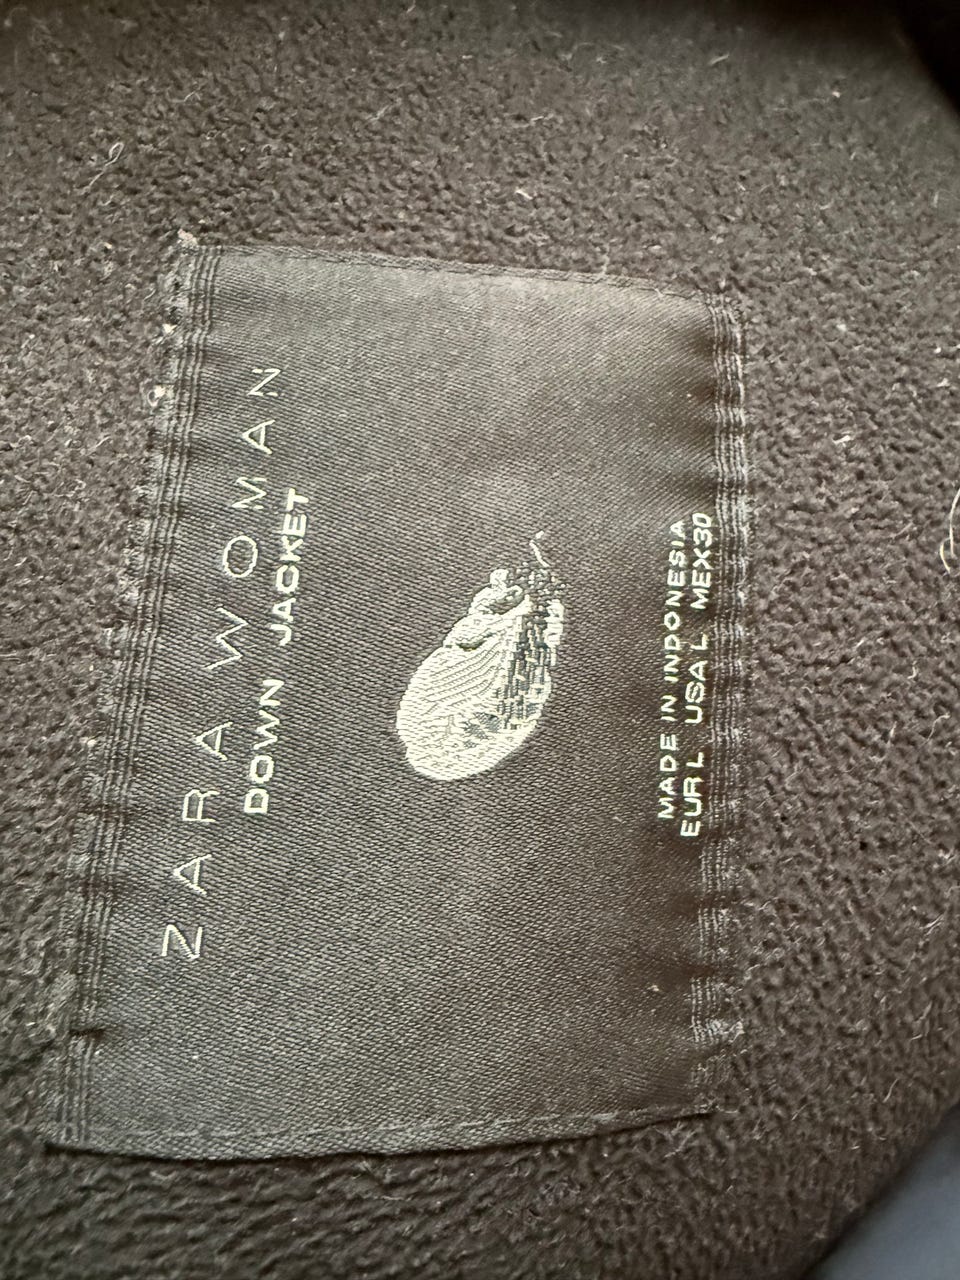 ZARA WOMAN
DOWN JACKET
MADE IN INDONESIA
EUR L USA L MEX30